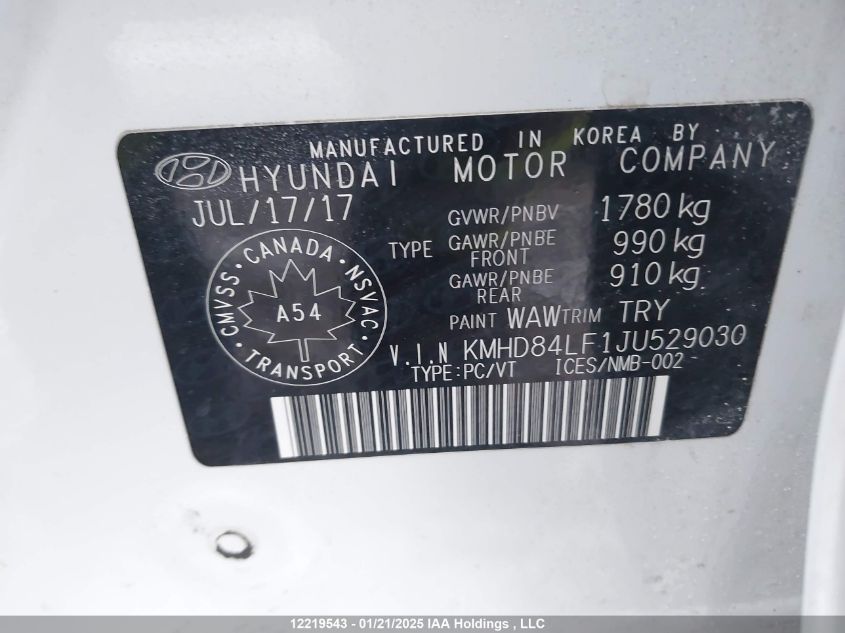 MANUFACTURED IN KOREA BY
HYUNDAI MOTOR COMPANY
JUL/17/17
GVWR/PNBV 1780 kg
TYPE GAWR/PNBE FRONT 990 kg
GAWR/PNBE REAR 910 kg
PAINT WAW TRIM TRY
CANADA · NSVAC · TRANSPORT · CMVSS ·
A54
V.I.N KMHD84LF1JU529030
TYPE:PC/VT ICES/NMB-002
12219543 - 01/21/2025 IAA Holdings , LLC